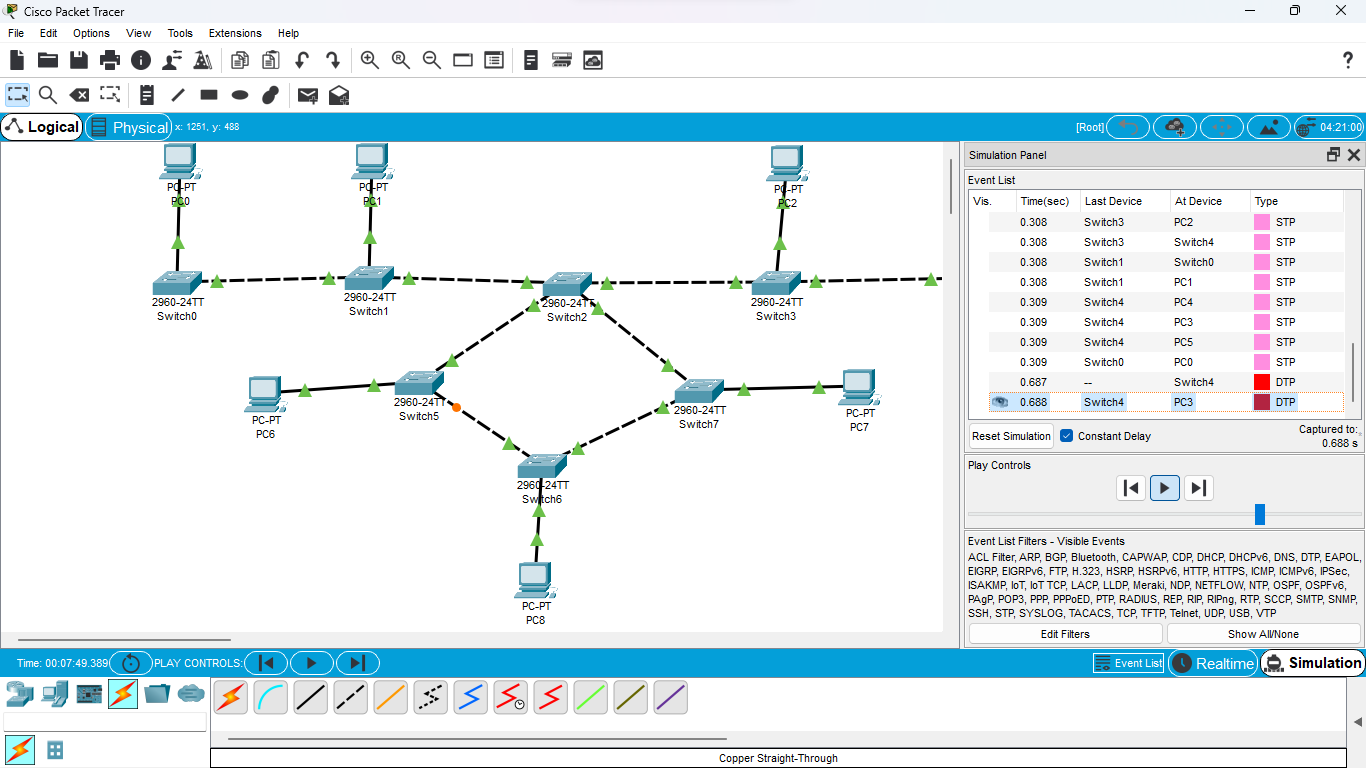 Cisco Packet Tracer
File Edit Options View Tools Extensions Help
Logical Physical x: 1251, y: 488 [Root] 04:21:00
PC-PT
PC0
PC-PT
PC1
PC-PT
PC2
2960-24TT
Switch0
2960-24TT
Switch1
2960-24TT
Switch2
2960-24TT
Switch3
PC-PT
PC6
2960-24TT
Switch5
2960-24TT
Switch7
PC-PT
PC7
2960-24TT
Switch6
PC-PT
PC8
Simulation Panel
Event List
Vis. Time(sec) Last Device At Device Type
0.308 Switch3 PC2 STP
0.308 Switch3 Switch4 STP
0.308 Switch1 Switch0 STP
0.308 Switch1 PC1 STP
0.309 Switch4 PC4 STP
0.309 Switch4 PC3 STP
0.309 Switch4 PC5 STP
0.309 Switch0 PC0 STP
0.687 -- Switch4 DTP
0.688 Switch4 PC3 DTP
Reset Simulation Constant Delay Captured to:
0.688 s
Play Controls
Event List Filters - Visible Events
ACL Filter, ARP, BGP, Bluetooth, CAPWAP, CDP, DHCP, DHCPv6, DNS, DTP, EAPOL,
EIGRP, EIGRPv6, FTP, H.323, HSRP, HSRPv6, HTTP, HTTPS, ICMP, ICMPv6, IPSec,
ISAKMP, IoT, IoT TCP, LACP, LLDP, Meraki, NDP, NETFLOW, NTP, OSPF, OSPFv6,
PAgP, POP3, PPP, PPPoED, PTP, RADIUS, REP, RIP, RIPng, RTP, SCCP, SMTP, SNMP,
SSH, STP, SYSLOG, TACACS, TCP, TFTP, Telnet, UDP, USB, VTP
Edit Filters Show All/None
Time: 00:07:49.389 PLAY CONTROLS: Event List Realtime Simulation
Copper Straight-Through